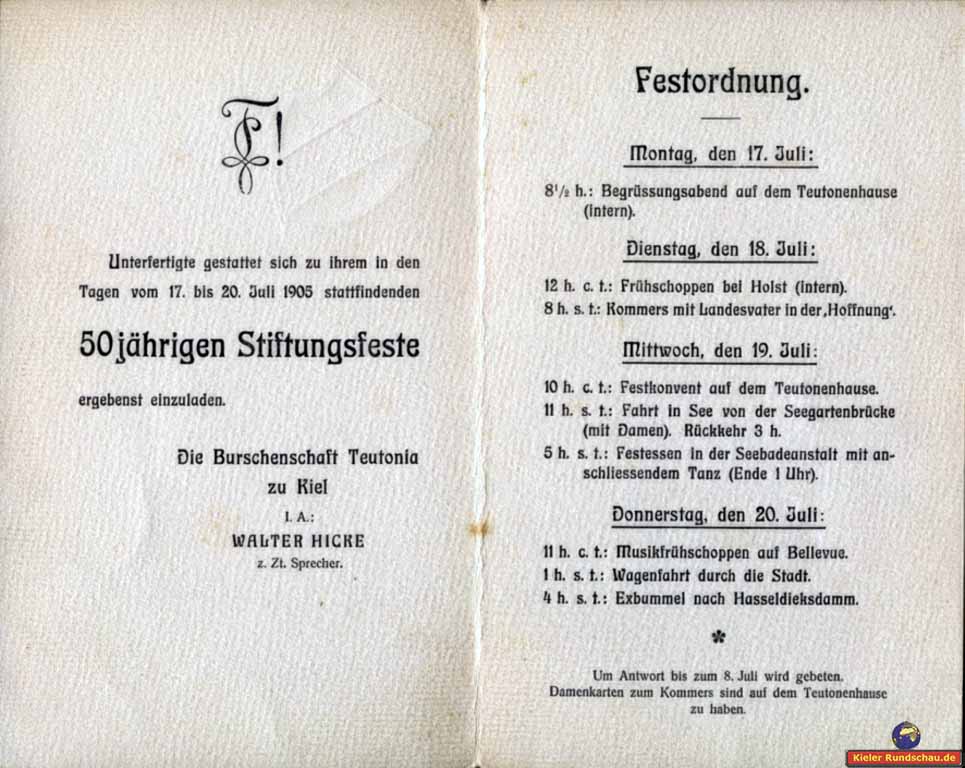 F!
Unterfertigte gestattet sich zu ihrem in den
Tagen vom 17. bis 20. Juli 1905 stattfindenden
50jährigen Stiftungsfeste
ergebenst einzuladen.
Die Burschenschaft Teutonia
zu Kiel
I. A.:
WALTER HICKE
z. Zt. Sprecher.
Festordnung.
Montag, den 17. Juli:
8½ h.: Begrüssungsabend auf dem Teutonenhause
(intern).
Dienstag, den 18. Juli:
12 h. c. t.: Frühschoppen bei Holst (intern).
8 h. s. t.: Kommers mit Landesvater in der ‚Hoffnung‘.
Mittwoch, den 19. Juli:
10 h. c. t.: Festkonvent auf dem Teutonenhause.
11 h. s. t.: Fahrt in See von der Seegartenbrücke
(mit Damen). Rückkehr 3 h.
5 h. s. t.: Festessen in der Seebadeanstalt mit an-
schliessendem Tanz (Ende 1 Uhr).
Donnerstag, den 20. Juli:
11 h. c. t.: Musikfrühschoppen auf Bellevue.
1 h. s. t.: Wagenfahrt durch die Stadt.
4 h. s. t.: Exbummel nach Hasseldieksdamm.
*
Um Antwort bis zum 8. Juli wird gebeten.
Damenkarten zum Kommers sind auf dem Teutonenhause
zu haben.
Kieler Rundschau.de